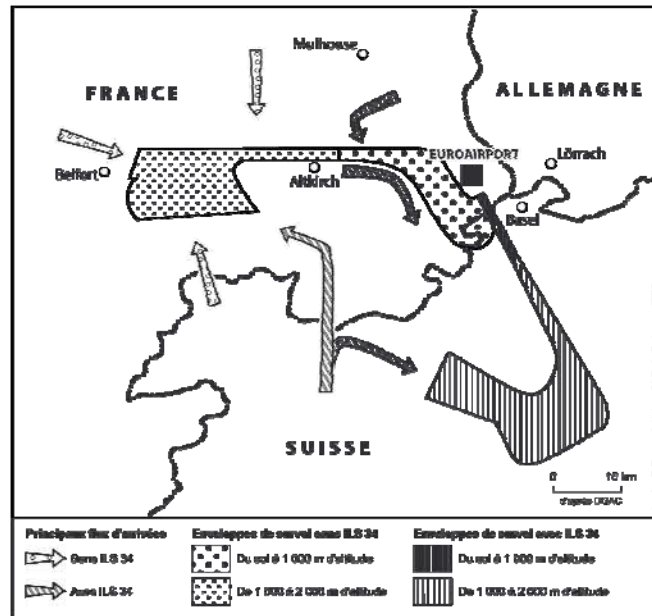 Mulhouse
FRANCE
ALLEMAGNE
EUROAIRPORT
Lörrach
Belfort
Altkirch
Basel
SUISSE
0 10 km
d'après DGAC
Principaux flux d'arrivées
Sans ILS 34
Avec ILS 34
Enveloppes de survol sans ILS 34
Du sol à 1 000 m d'altitude
De 1 000 à 2 000 m d'altitude
Enveloppes de survol avec ILS 34
Du sol à 1 000 m d'altitude
De 1 000 à 2 000 m d'altitude